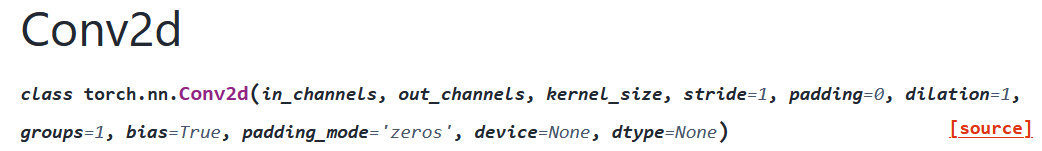 Conv2d
class torch.nn.Conv2d(in_channels, out_channels, kernel_size, stride=1, padding=0, dilation=1,
groups=1, bias=True, padding_mode='zeros', device=None, dtype=None) [source]